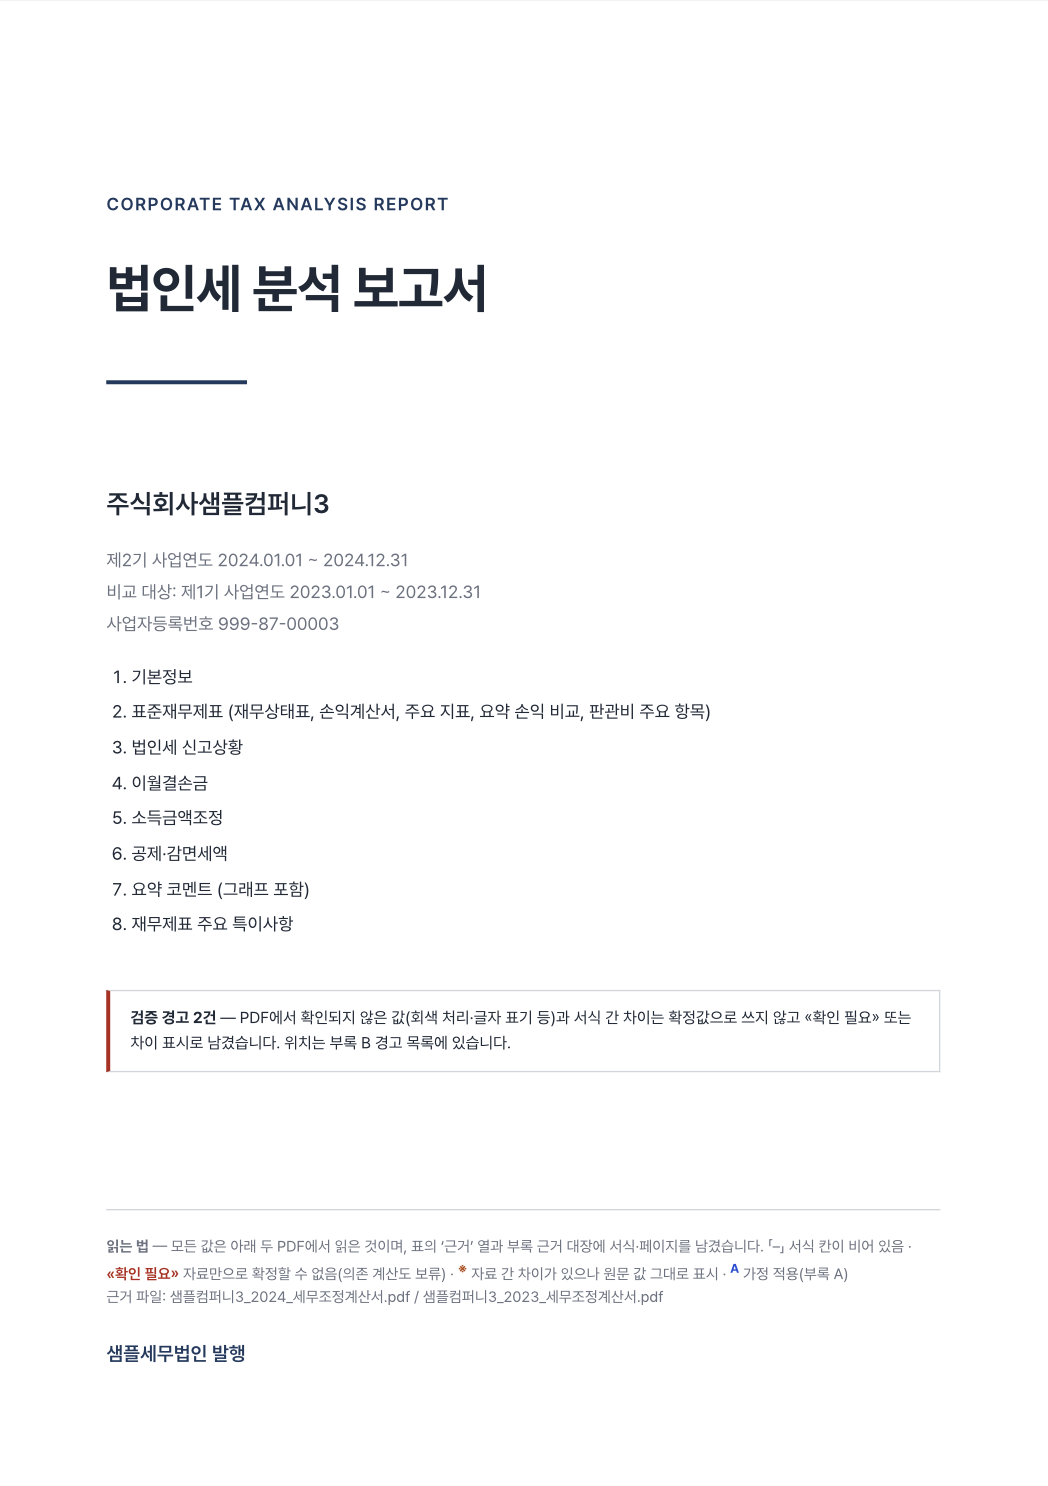 CORPORATE TAX ANALYSIS REPORT
법인세 분석 보고서
주식회사샘플컴퍼니3
제2기 사업연도 2024.01.01 ~ 2024.12.31
비교 대상: 제1기 사업연도 2023.01.01 ~ 2023.12.31
사업자등록번호 999-87-00003
1. 기본정보
2. 표준재무제표 (재무상태표, 손익계산서, 주요 지표, 요약 손익 비교, 판관비 주요 항목)
3. 법인세 신고상황
4. 이월결손금
5. 소득금액조정
6. 공제·감면세액
7. 요약 코멘트 (그래프 포함)
8. 재무제표 주요 특이사항
검증 경고 2건 — PDF에서 확인되지 않은 값(회색 처리·글자 표기 등)과 서식 간 차이는 확정값으로 쓰지 않고 «확인 필요» 또는
차이 표시로 남겼습니다. 위치는 부록 B 경고 목록에 있습니다.
읽는 법 — 모든 값은 아래 두 PDF에서 읽은 것이며, 표의 ‘근거’ 열과 부록 근거 대장에 서식·페이지를 남겼습니다. 「–」 서식 칸이 비어 있음 ·
«확인 필요» 자료만으로 확정할 수 없음(의존 계산도 보류) · ※ 자료 간 차이가 있으나 원문 값 그대로 표시 · A 가정 적용(부록 A)
근거 파일: 샘플컴퍼니3_2024_세무조정계산서.pdf / 샘플컴퍼니3_2023_세무조정계산서.pdf
샘플세무법인 발행